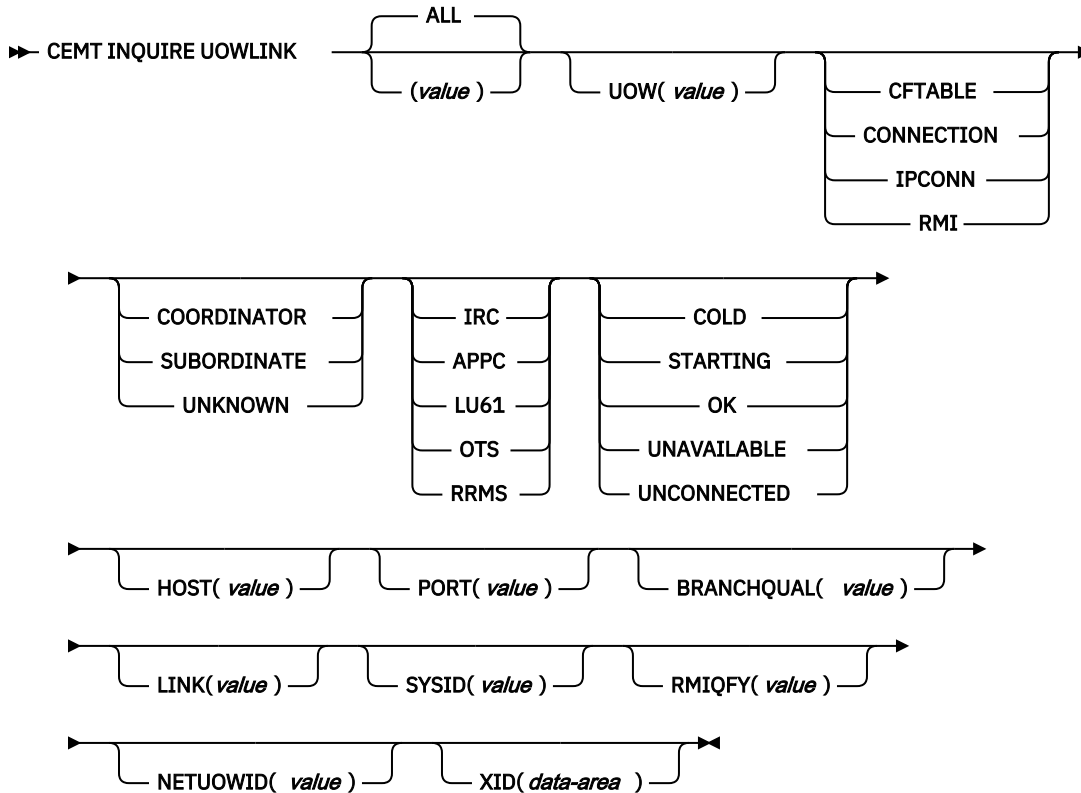 ALL
CEMT INQUIRE UOWLINK
(value)
UOW( value )
CFTABLE
CONNECTION
IPCONN
RMI
COORDINATOR
SUBORDINATE
UNKNOWN
IRC
APPC
LU61
OTS
RRMS
COLD
STARTING
OK
UNAVAILABLE
UNCONNECTED
HOST( value ) PORT( value ) BRANCHQUAL( value )
LINK(value ) SYSID( value ) RMIQFY( value )
NETUOWID( value ) XID( data-area )